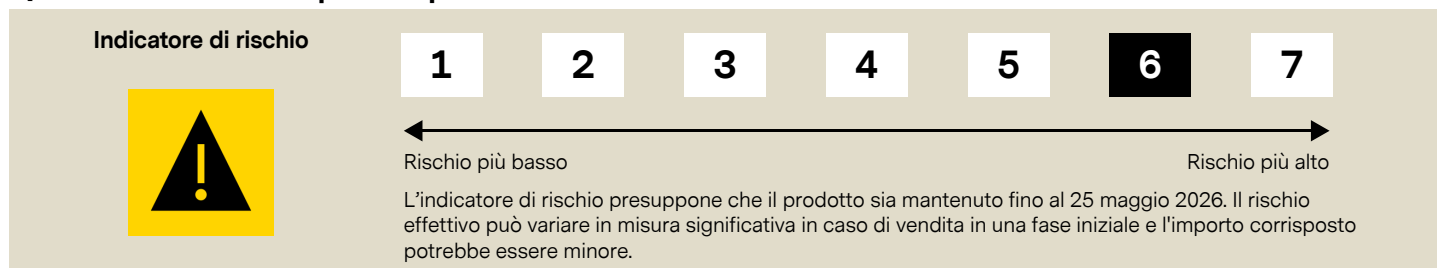 Indicatore di rischio
1 2 3 4 5 6 7
Rischio più basso Rischio più alto
L'indicatore di rischio presuppone che il prodotto sia mantenuto fino al 25 maggio 2026. Il rischio
effettivo può variare in misura significativa in caso di vendita in una fase iniziale e l'importo corrisposto
potrebbe essere minore.